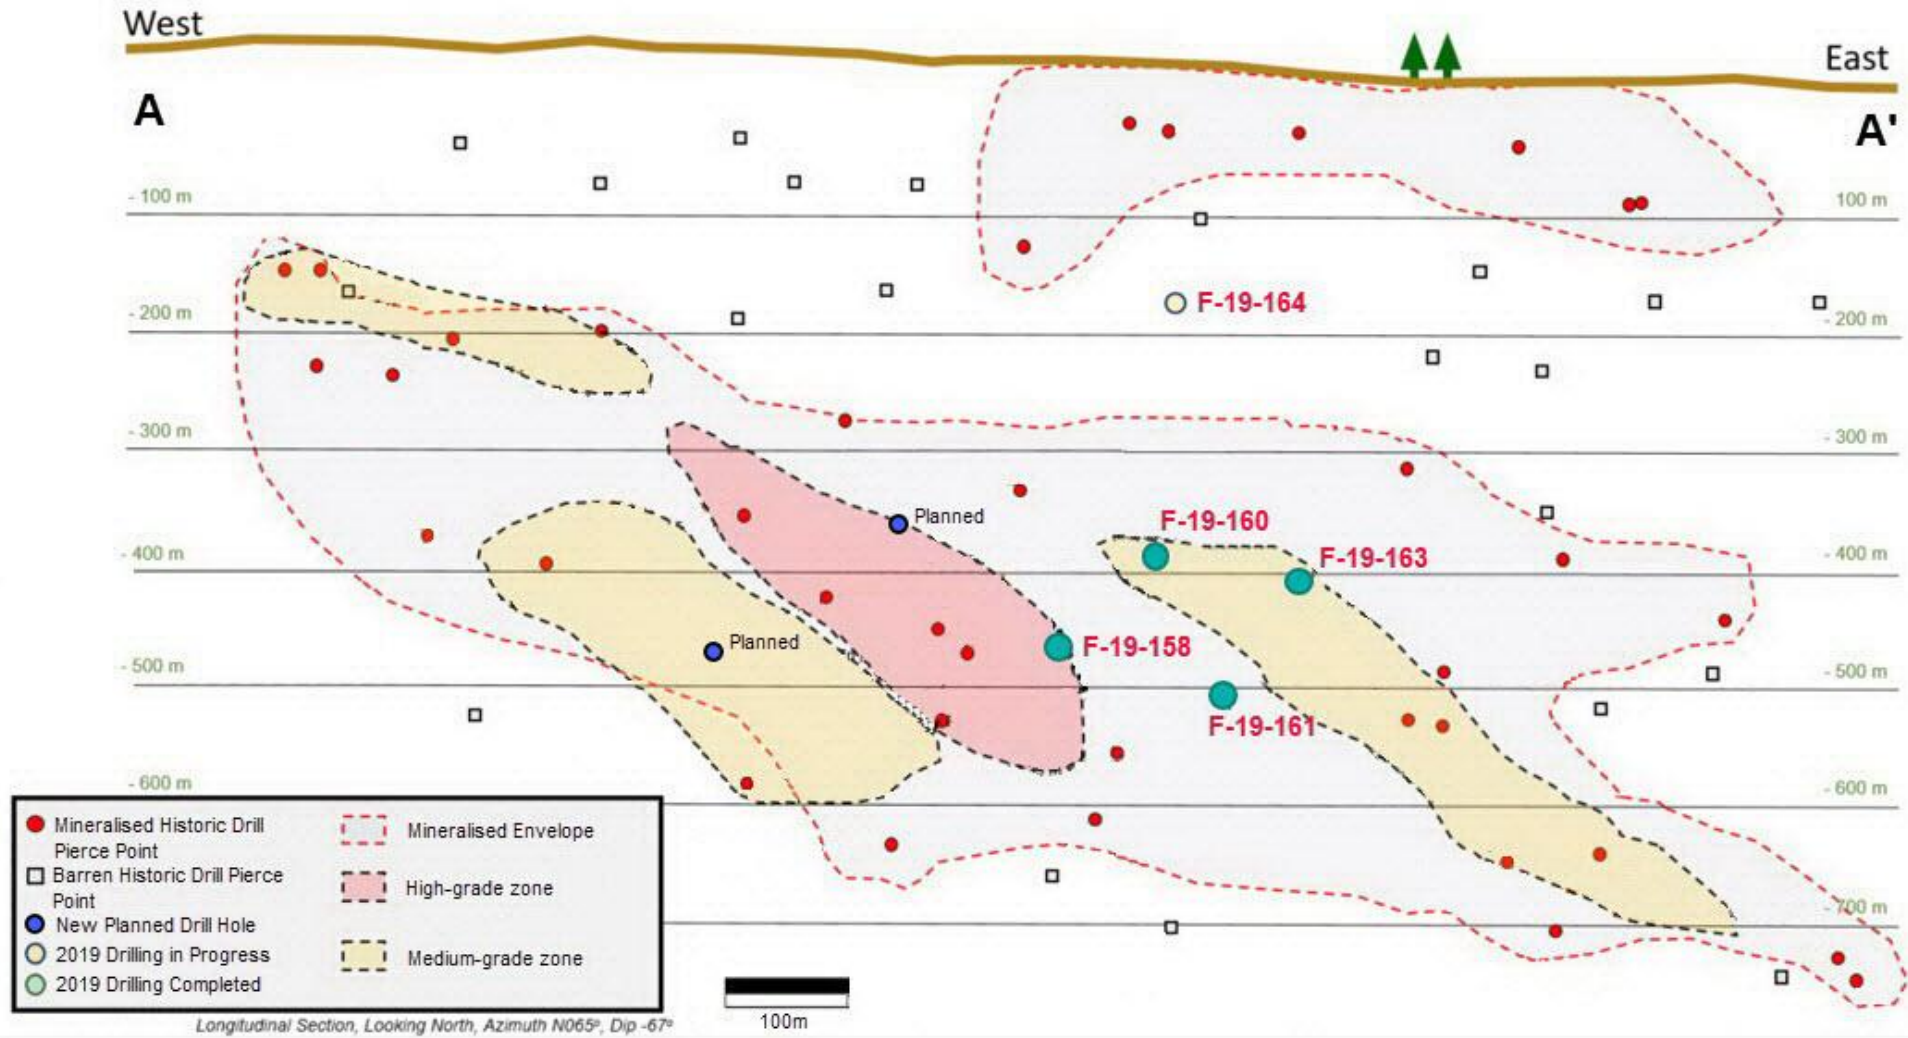 West
East
A
A'
- 100 m
100 m
F-19-164
- 200 m
- 200 m
- 300 m
- 300 m
Planned
F-19-160
F-19-163
- 400 m
- 400 m
Planned
F-19-158
- 500 m
- 500 m
F-19-161
- 600 m
- 600 m
Mineralised Historic Drill
Pierce Point
Barren Historic Drill Pierce
Point
New Planned Drill Hole
2019 Drilling in Progress
2019 Drilling Completed
Mineralised Envelope
High-grade zone
Medium-grade zone
- 700 m
100m
Longitudinal Section, Looking North, Azimuth N065º, Dip -67º